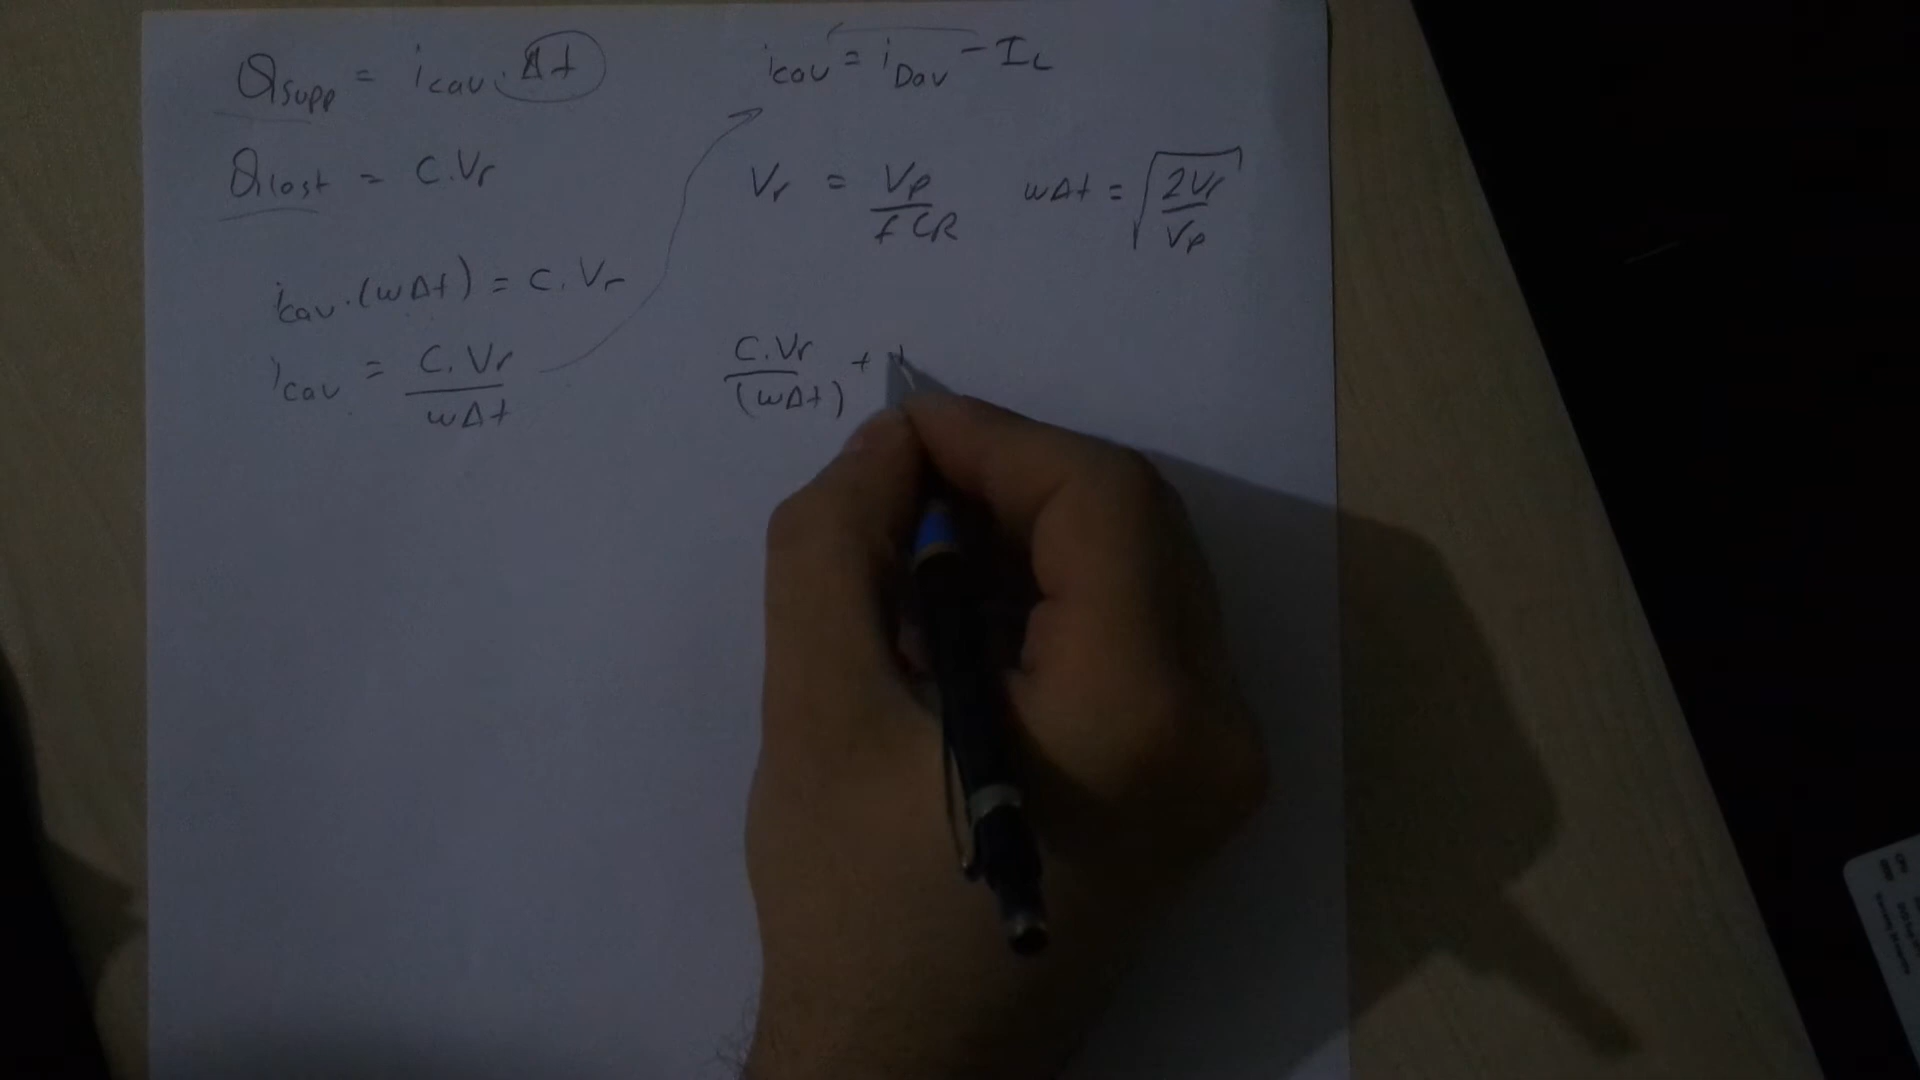 Qsupp = icav. Δt
Qlost = C.Vr
icav.(wΔt) = C.Vr
icav = C.Vr / wΔt
icav = iDav - IL
Vr = Vp / fCR
wΔt = √(2Vr / Vp)
C.Vr / (wΔt) +